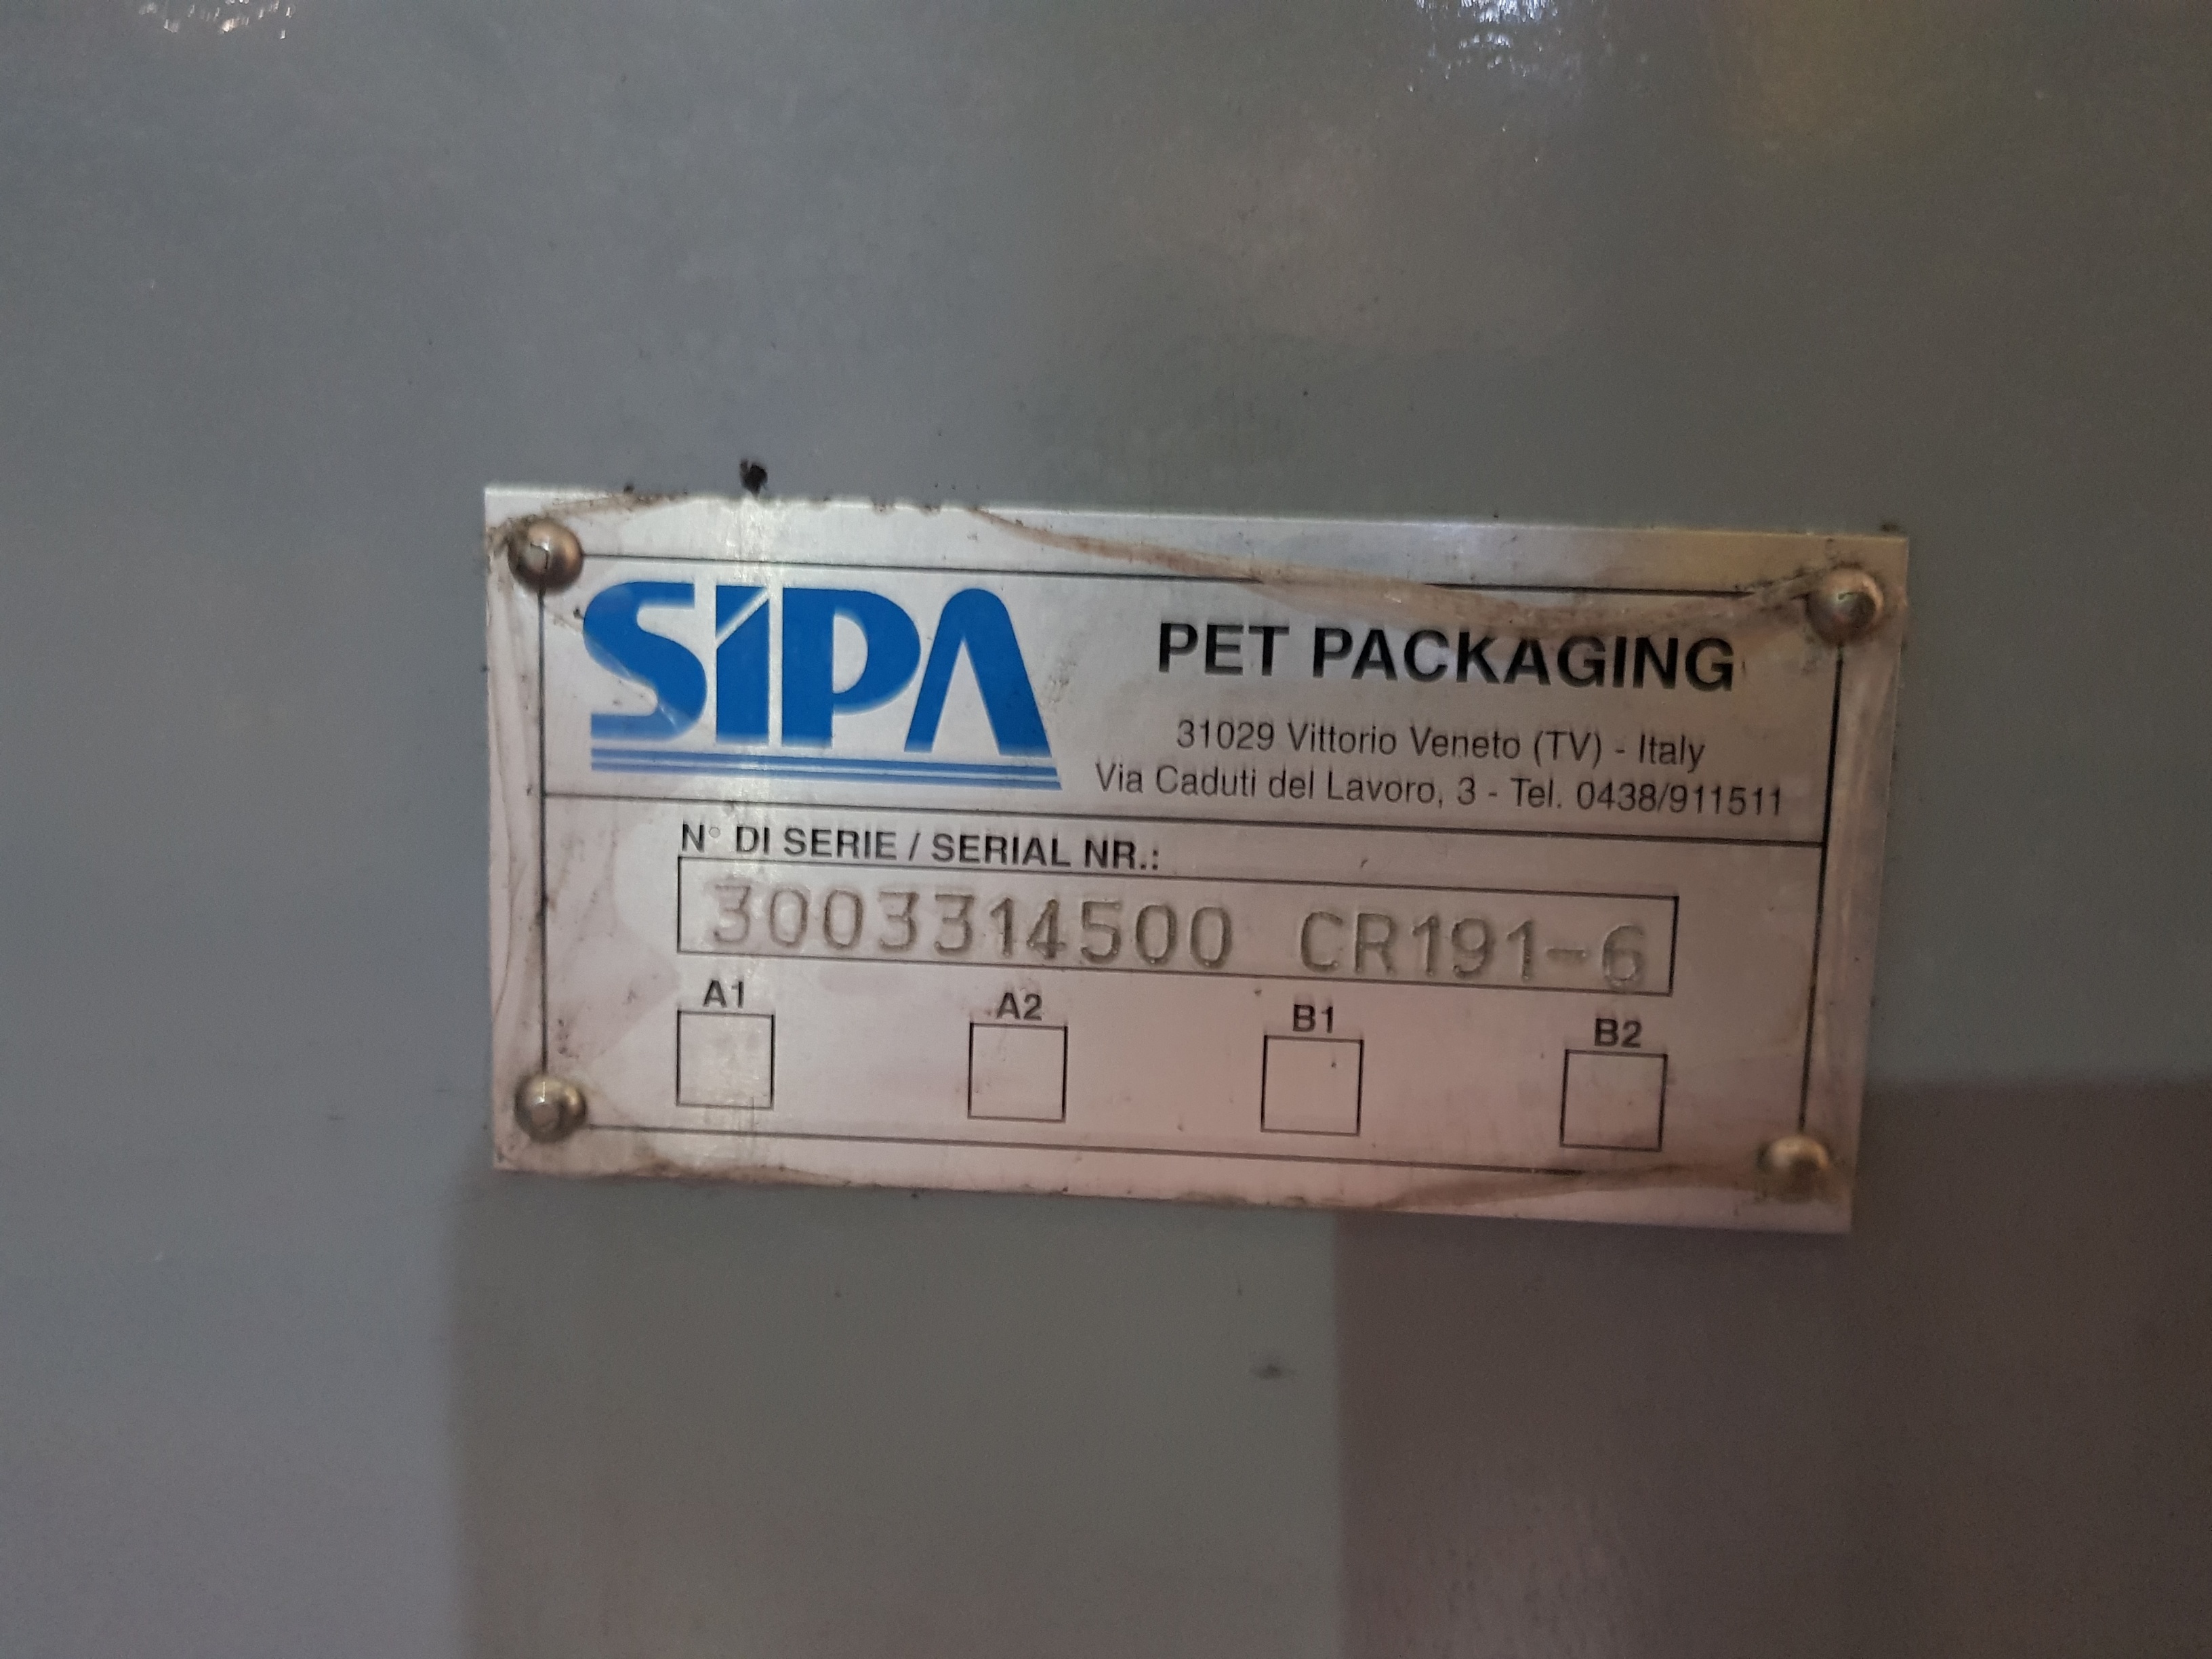 SIPA
PET PACKAGING
31029 Vittorio Veneto (TV) - Italy
Via Caduti del Lavoro, 3 - Tel. 0438/911511
N° DI SERIE / SERIAL NR.:
3003314500 CR191-6
A1 A2 B1 B2